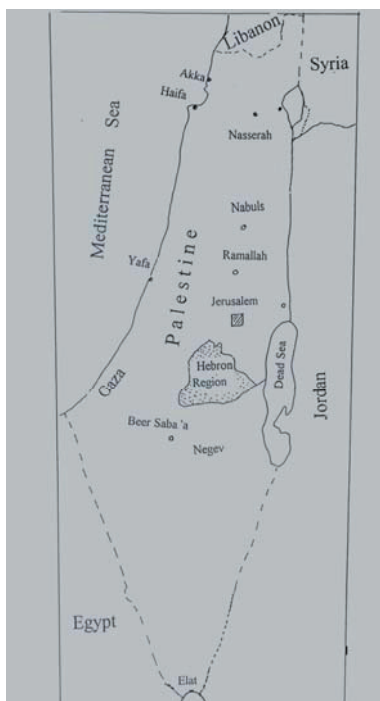 Lebanon
Syria
Akka
Haifa
Nasserah
Mediterranean Sea
Nabuls
Ramallah
Yafa
Palestine
Jerusalem
Hebron
Region
Dead Sea
Jordan
Gaza
Beer Saba'a
Negev
Egypt
Elat